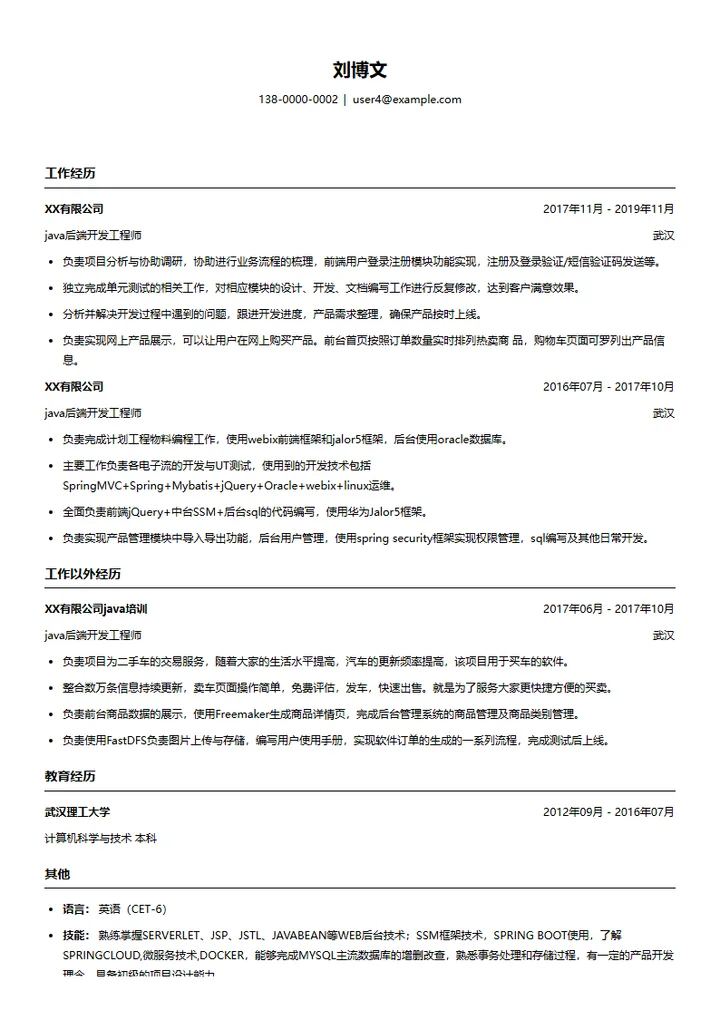 刘博文
138-0000-0002 | user4@example.com
工作经历
XX有限公司 2017年11月 - 2019年11月
java后端开发工程师 武汉
• 负责项目分析与协助调研，协助进行业务流程的梳理，前端用户登录注册模块功能实现，注册及登录验证/短信验证码发送等。
• 独立完成单元测试的相关工作，对相应模块的设计、开发、文档编写工作进行反复修改，达到客户满意效果。
• 分析并解决开发过程中遇到的问题，跟进开发进度，产品需求整理，确保产品按时上线。
• 负责实现网上产品展示，可以让用户在网上购买产品。前台首页按照订单数量实时排列热卖商 品，购物车页面可罗列出产品信
息。
XX有限公司 2016年07月 - 2017年10月
java后端开发工程师 武汉
• 负责完成计划工程物料编程工作，使用webix前端框架和jalor5框架，后台使用oracle数据库。
• 主要工作负责各电子流的开发与UT测试，使用到的开发技术包括
SpringMVC+Spring+Mybatis+jQuery+Oracle+webix+linux运维。
• 全面负责前端jQuery+中台SSM+后台sql的代码编写，使用华为Jalor5框架。
• 负责实现产品管理模块中导入导出功能，后台用户管理，使用spring security框架实现权限管理，sql编写及其他日常开发。
工作以外经历
XX有限公司java培训 2017年06月 - 2017年10月
java后端开发工程师 武汉
• 负责项目为二手车的交易服务，随着大家的生活水平提高，汽车的更新频率提高，该项目用于买车的软件。
• 整合数万条信息持续更新，卖车页面操作简单，免费评估，发车，快速出售。就是为了服务大家更快捷方便的买卖。
• 负责前台商品数据的展示，使用Freemaker生成商品详情页，完成后台管理系统的商品管理及商品类别管理。
• 负责使用FastDFS负责图片上传与存储，编写用户使用手册，实现软件订单的生成的一系列流程，完成测试后上线。
教育经历
武汉理工大学 2012年09月 - 2016年07月
计算机科学与技术 本科
其他
• 语言： 英语（CET-6）
• 技能： 熟练掌握SERVERLET、JSP、JSTL、JAVABEAN等WEB后台技术；SSM框架技术，SPRING BOOT使用，了解
SPRINGCLOUD,微服务技术,DOCKER，能够完成MYSQL主流数据库的增删改查，熟悉事务处理和存储过程，有一定的产品开发
理念，具备初级的项目设计能力